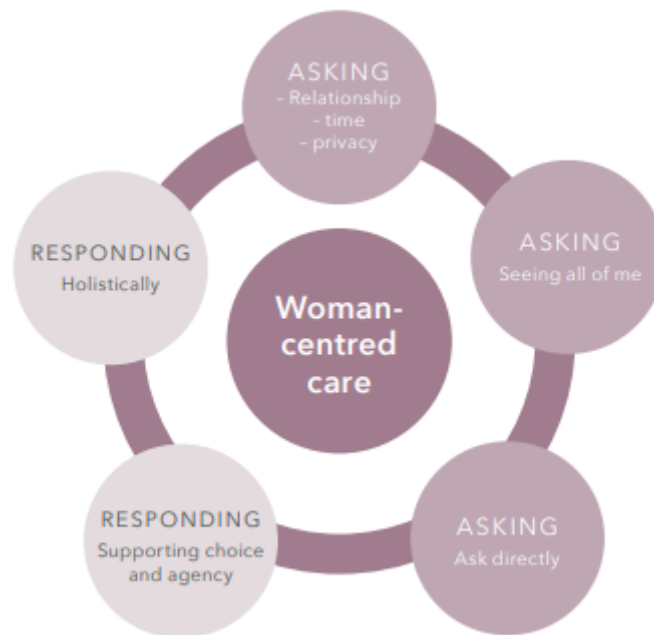 ASKING
– Relationship
– time
– privacy
ASKING
Seeing all of me
ASKING
Ask directly
RESPONDING
Supporting choice
and agency
RESPONDING
Holistically
Woman-
centred
care